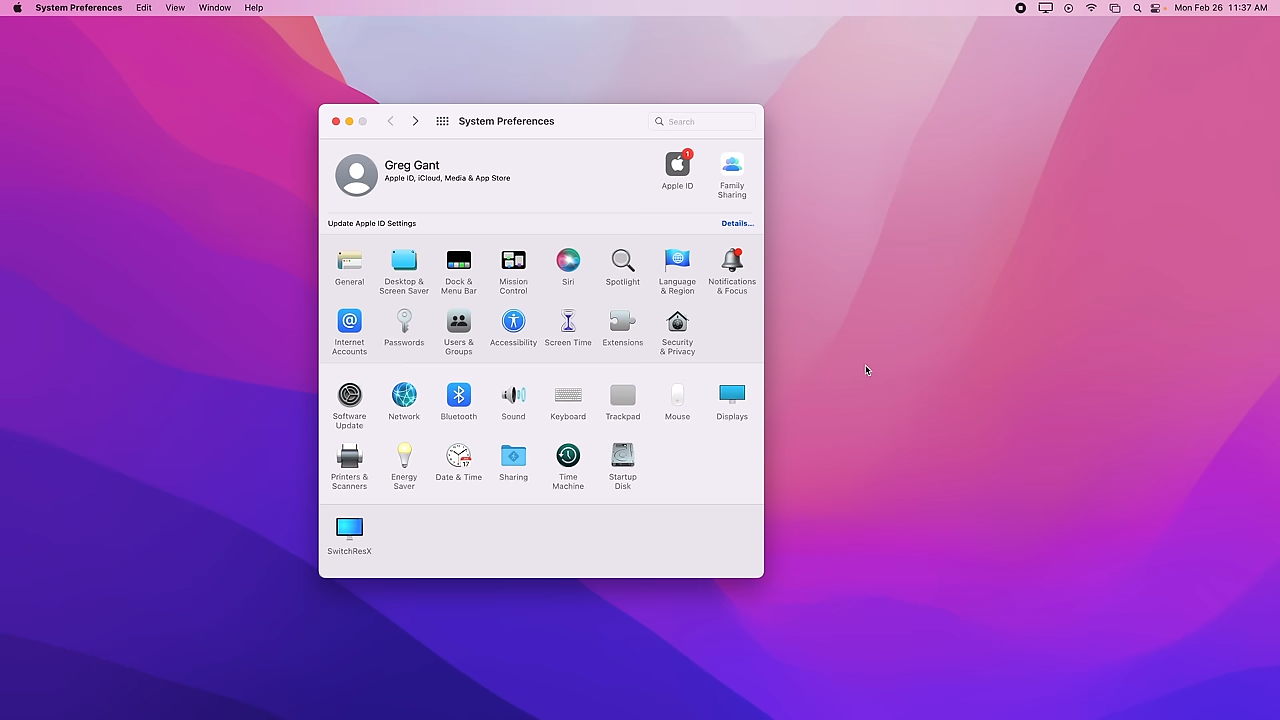 System Preferences Edit View Window Help Mon Feb 26 11:37 AM
System Preferences Search
Greg Gant
Apple ID, iCloud, Media & App Store
1
Apple ID Family
Sharing
Update Apple ID Settings Details...
General Desktop & Dock & Mission Siri Spotlight Language Notifications
Screen Saver Menu Bar Control & Region & Focus
Internet Passwords Users & Accessibility Screen Time Extensions Security
Accounts Groups & Privacy
Software Network Bluetooth Sound Keyboard Trackpad Mouse Displays
Update
17
Printers & Energy Date & Time Sharing Time Startup
Scanners Saver Machine Disk
SwitchResX